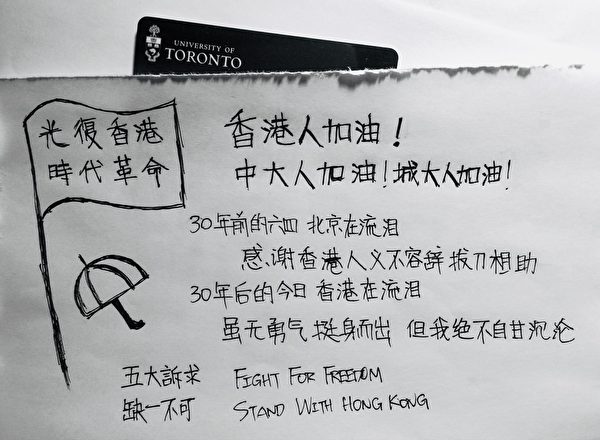 UNIVERSITY OF
TORONTO
光復香港
時代革命
香港人加油!
中大人加油!城大人加油!
30年前的六四 北京在流泪
感谢香港人义不容辞 拔刀相助
30年后的今日 香港在流泪
虽无勇气 挺身而出 但我绝不自甘沉沦
五大訴求 FIGHT FOR FREEDOM
缺一不可 STAND WITH HONG KONG